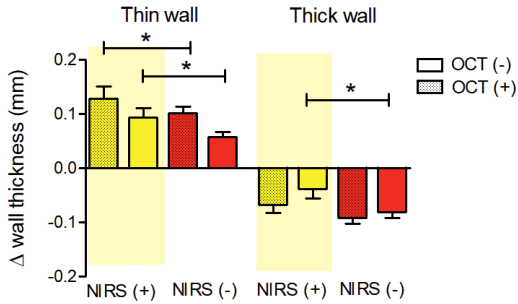 Thin wall Thick wall
* * *
OCT (-)
OCT (+)
Δ wall thickness (mm)
0.2
0.1
0.0
-0.1
-0.2
NIRS (+) NIRS (-) NIRS (+) NIRS (-)